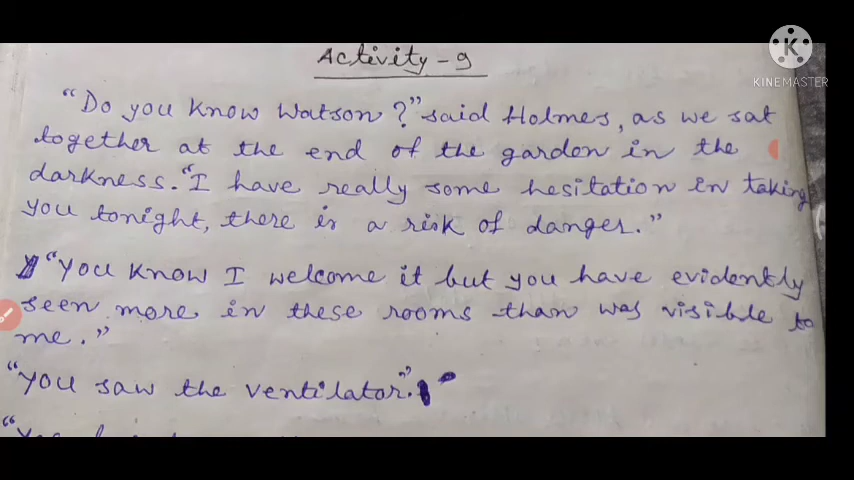 Activity - 9
K
KINEMASTER
"Do you know Watson?" said Holmes, as we sat
together at the end of the garden in the
darkness. "I have really some hesitation in taking
you tonight, there is a risk of danger."
"You know I welcome it but you have evidently
seen more in these rooms than was visible to
me."
"You saw the ventilator".